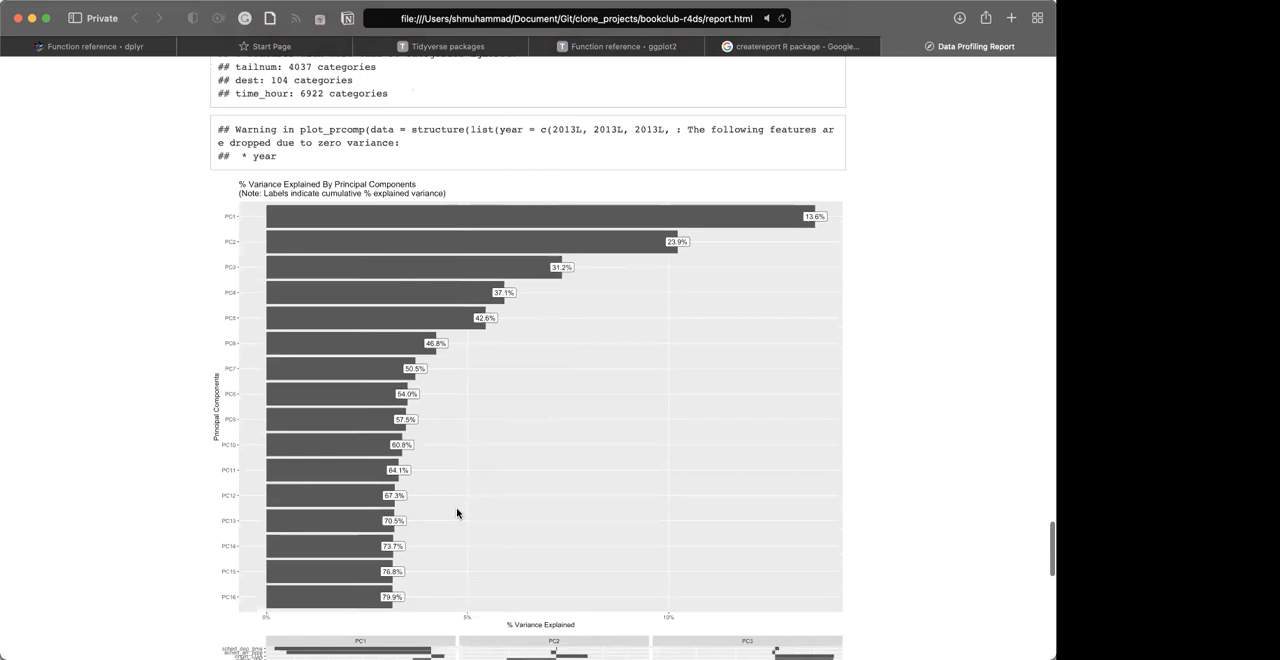 Private
file:///Users/shmuhammad/Document/Git/clone_projects/bookclub-r4ds/report.html
Function reference • dplyr
Start Page
Tidyverse packages
Function reference • ggplot2
createreport R package - Google...
Data Profiling Report
## tailnum: 4037 categories
## dest: 104 categories
## time_hour: 6922 categories
## Warning in plot_prcomp(data = structure(list(year = c(2013L, 2013L, 2013L, : The following features ar
e dropped due to zero variance:
##  * year
% Variance Explained By Principal Components
(Note: Labels indicate cumulative % explained variance)
Principal Components
PC1 13.6%
PC2 23.9%
PC3 31.2%
PC4 37.1%
PC5 42.6%
PC6 46.8%
PC7 50.5%
PC8 54.0%
PC9 57.5%
PC10 60.8%
PC11 64.1%
PC12 67.3%
PC13 70.5%
PC14 73.7%
PC15 76.8%
PC16 79.9%
0% 5% 10%
% Variance Explained
PC1 PC2 PC3
sched_dep_time